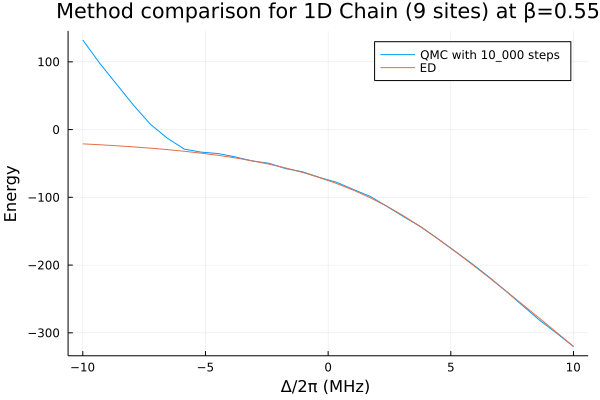 Method comparison for 1D Chain (9 sites) at β=0.55
QMC with 10_000 steps
ED
Energy
100
0
−100
−200
−300
−10
−5
0
5
10
Δ/2π (MHz)